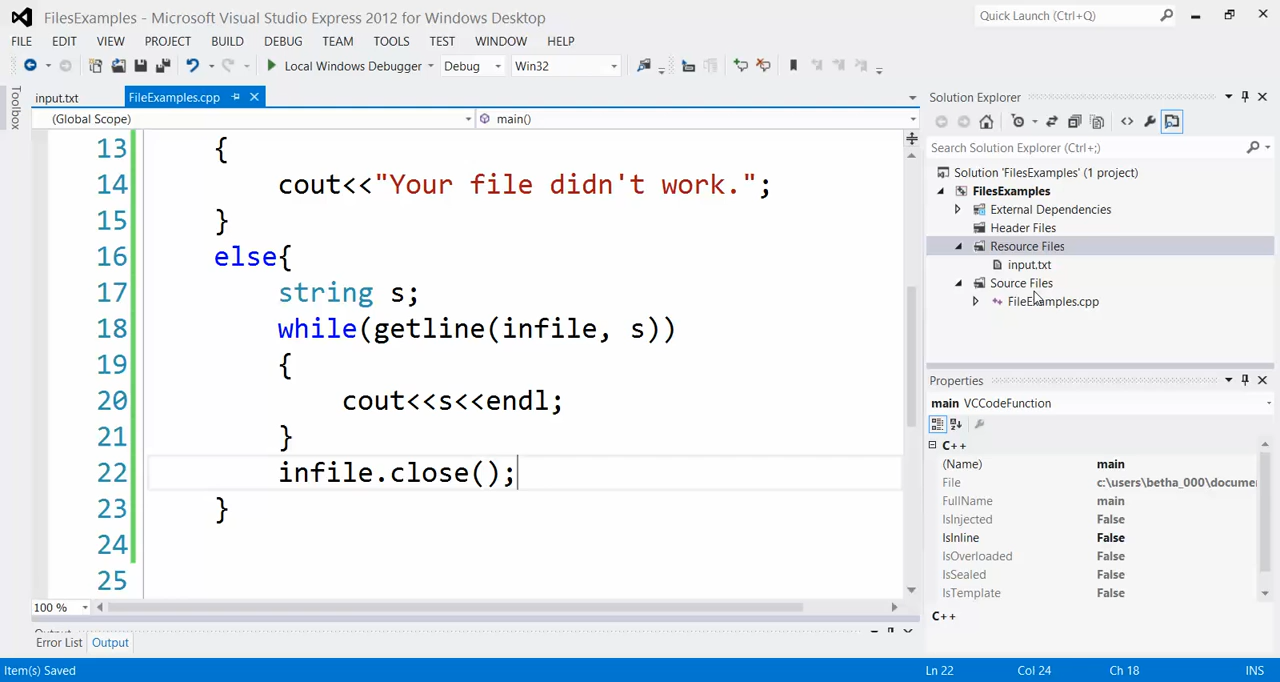 FilesExamples - Microsoft Visual Studio Express 2012 for Windows Desktop
Quick Launch (Ctrl+Q)
FILE EDIT VIEW PROJECT BUILD DEBUG TEAM TOOLS TEST WINDOW HELP
Local Windows Debugger Debug Win32
Toolbox
input.txt FileExamples.cpp
(Global Scope) main()
13 {
14 cout<<"Your file didn't work.";
15 }
16 else{
17 string s;
18 while(getline(infile, s))
19 {
20 cout<<s<<endl;
21 }
22 infile.close();
23 }
24
25
100 %
Error List Output
Solution Explorer
Search Solution Explorer (Ctrl+;)
Solution 'FilesExamples' (1 project)
FilesExamples
External Dependencies
Header Files
Resource Files
input.txt
Source Files
FileExamples.cpp
Properties
main VCCodeFunction
C++
(Name) main
File c:\users\betha_000\docume
FullName main
IsInjected False
IsInline False
IsOverloaded False
IsSealed False
IsTemplate False
C++
Item(s) Saved Ln 22 Col 24 Ch 18 INS